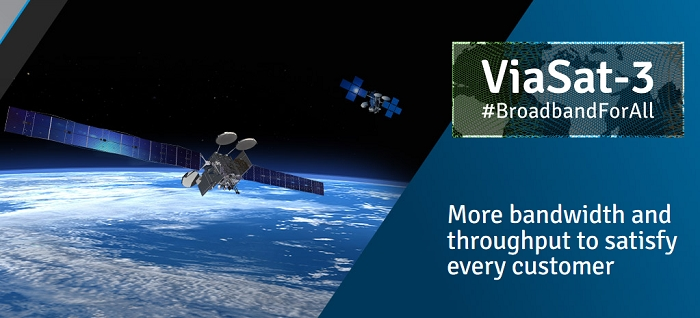 ViaSat-3
#BroadbandForAll
More bandwidth and
throughput to satisfy
every customer